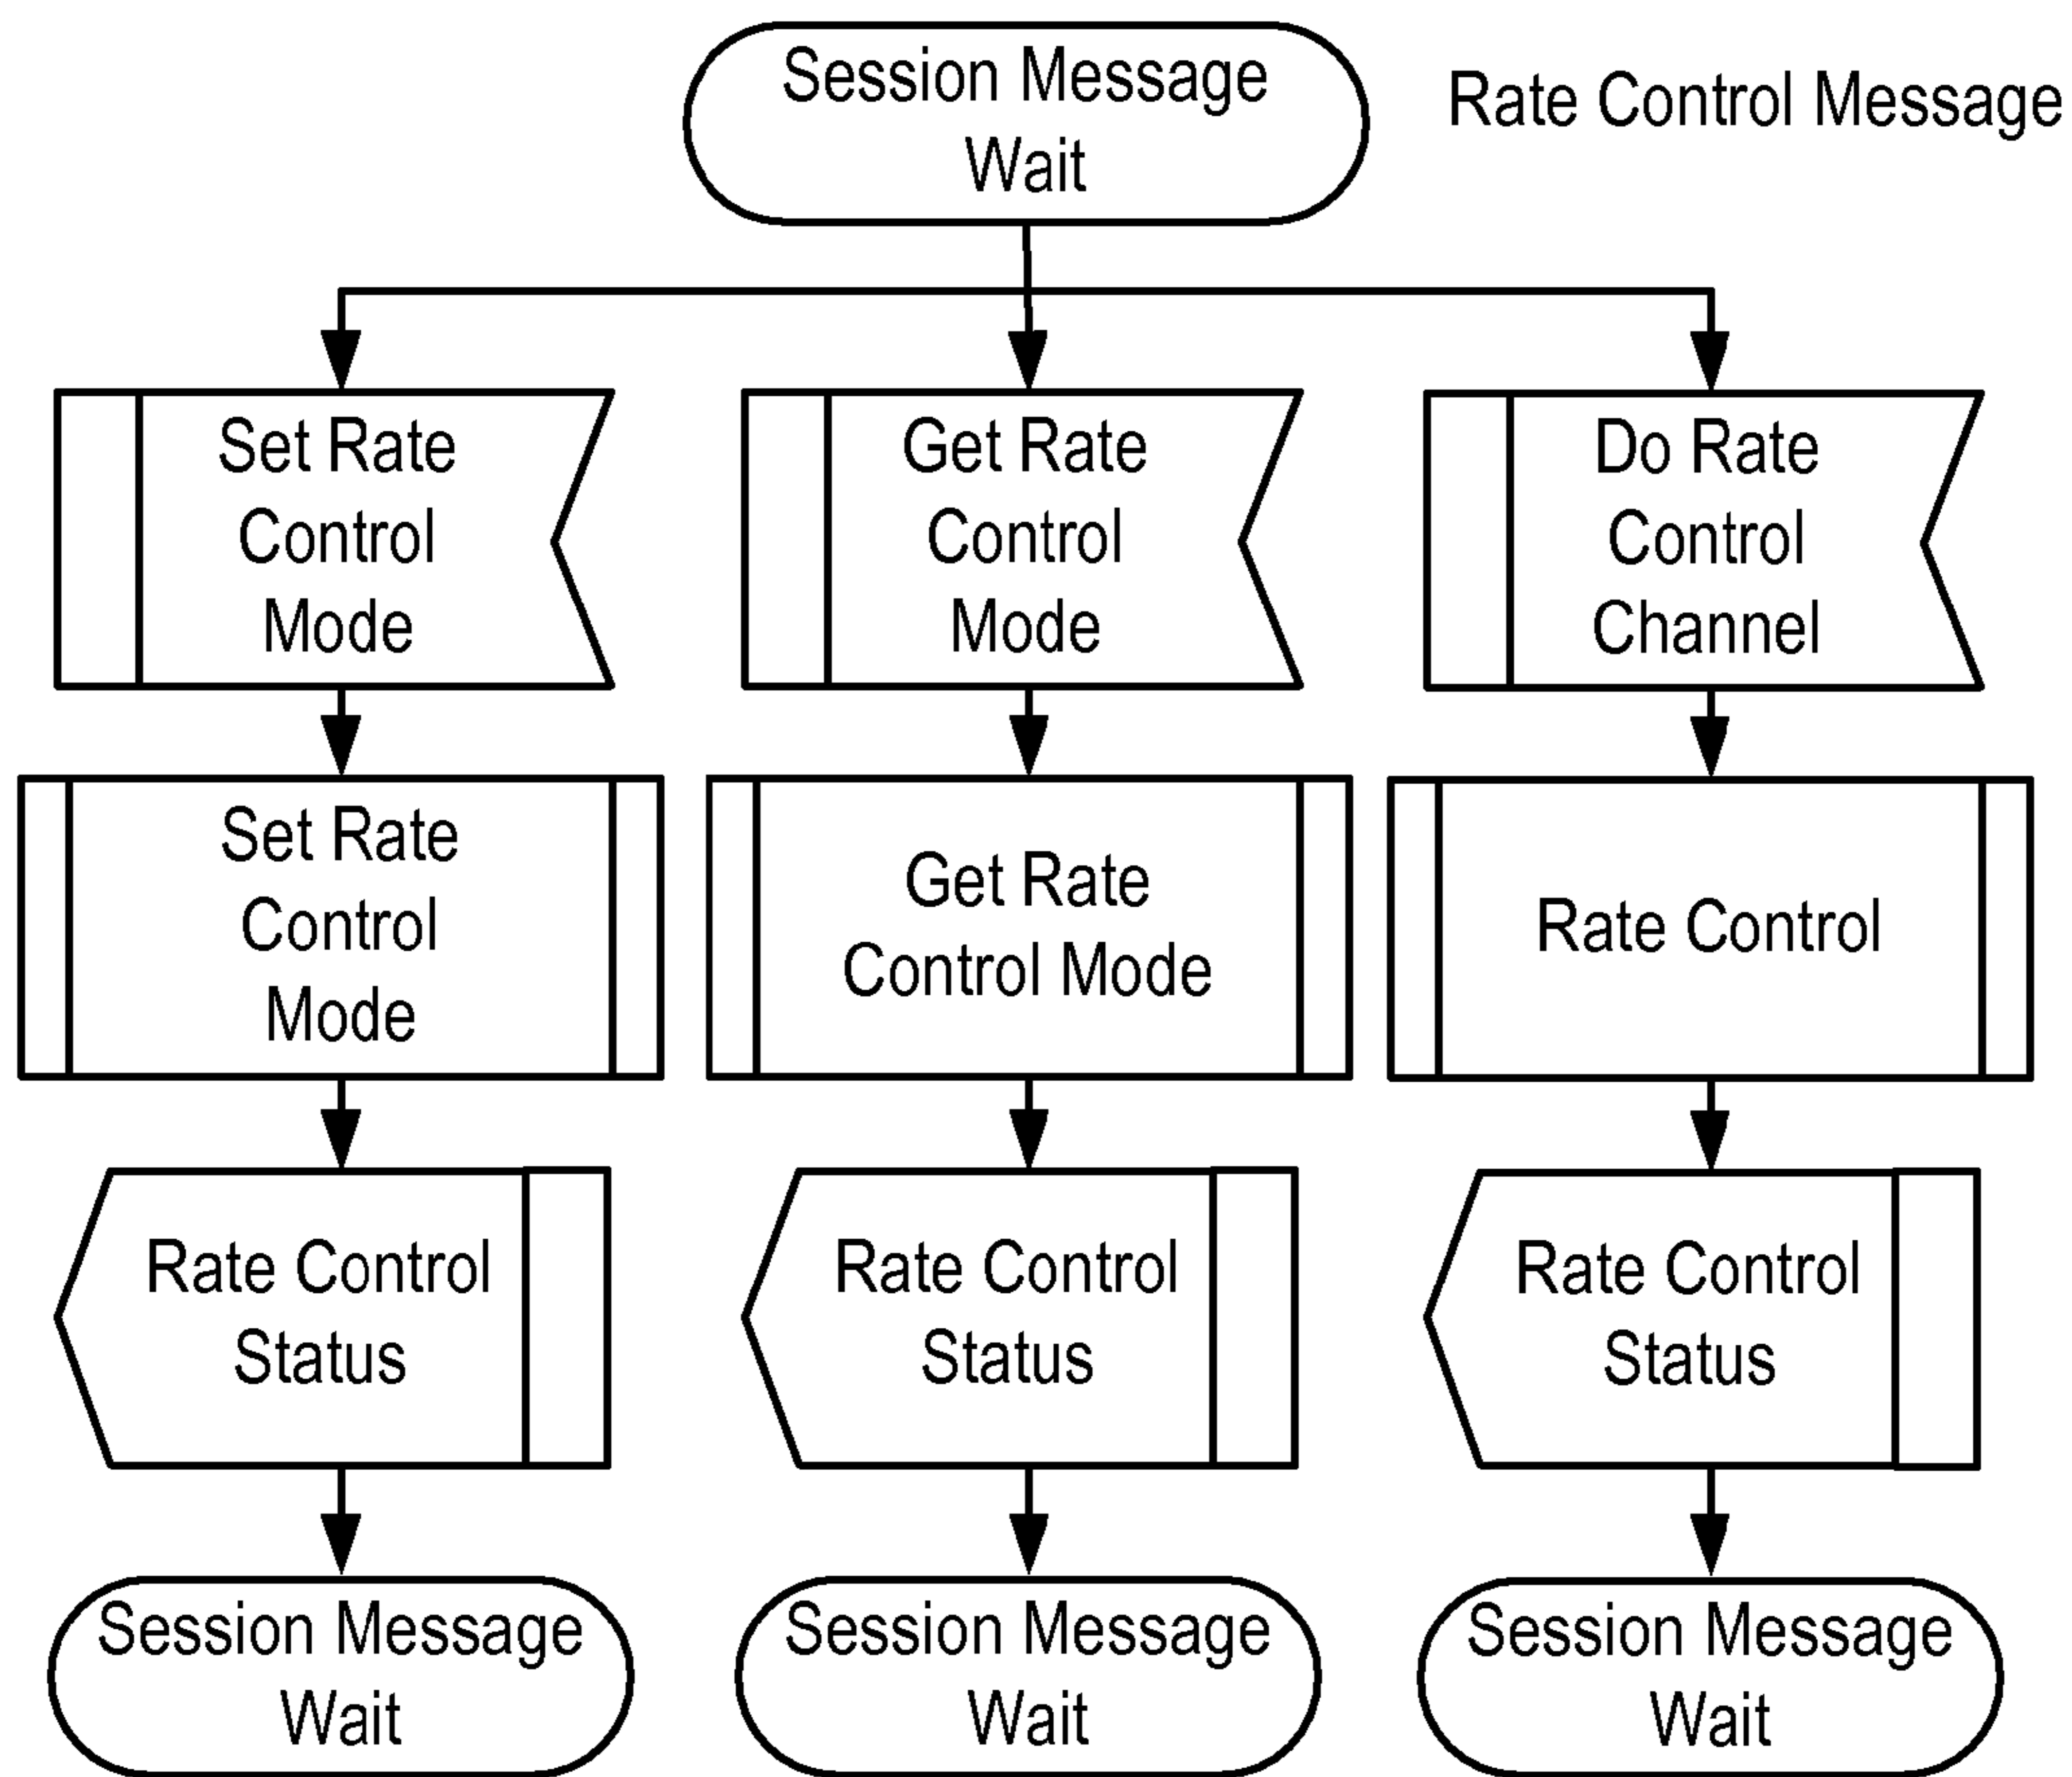 Session Message
Wait
Rate Control Message
Set Rate
Control
Mode
Get Rate
Control
Mode
Do Rate
Control
Channel
Set Rate
Control
Mode
Get Rate
Control Mode
Rate Control
Rate Control
Status
Rate Control
Status
Rate Control
Status
Session Message
Wait
Session Message
Wait
Session Message
Wait